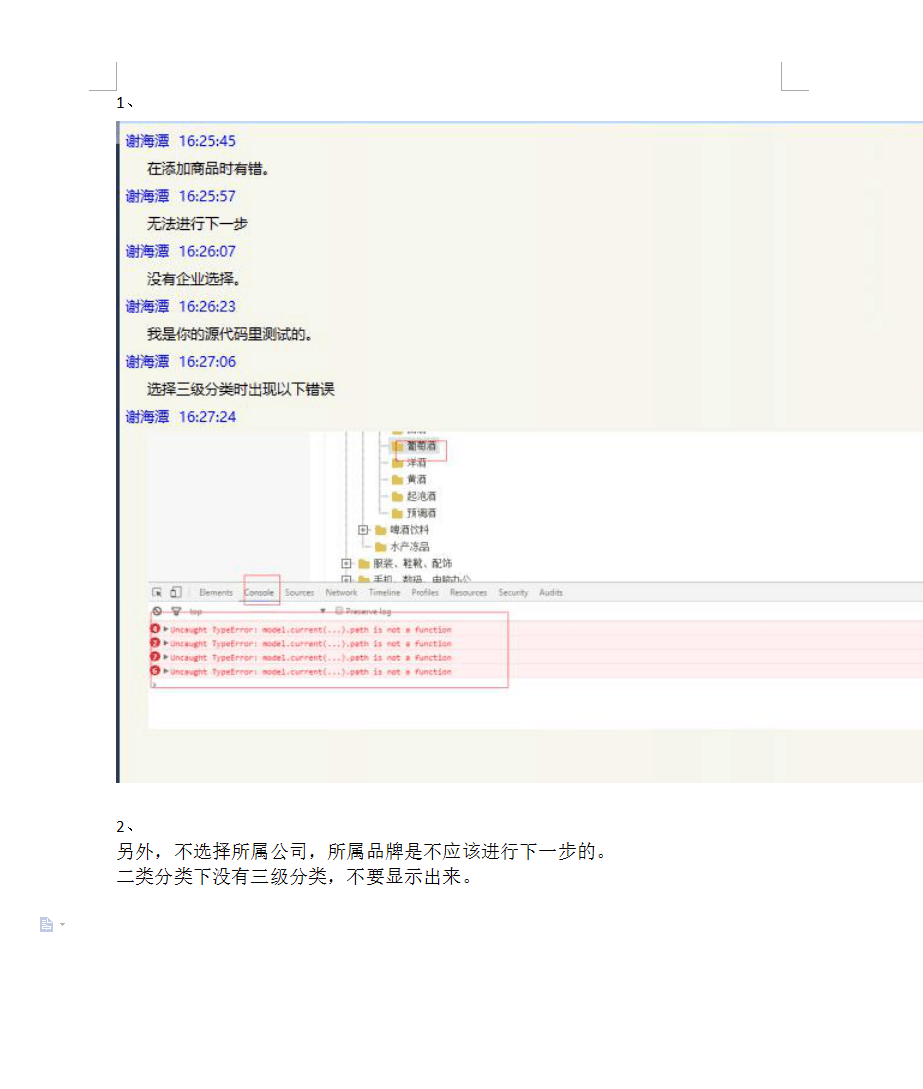 1、
谢海潭 16:25:45
在添加商品时有错。
谢海潭 16:25:57
无法进行下一步
谢海潭 16:26:07
没有企业选择。
谢海潭 16:26:23
我是你的源代码里测试的。
谢海潭 16:27:06
选择三级分类时出现以下错误
谢海潭 16:27:24
葡萄酒
洋酒
黄酒
起泡酒
预调酒
啤酒饮料
水产冻品
服装、鞋靴、配饰
手机、数码、电脑办公
Elements Console Sources Network Timeline Profiles Resources Security Audits
top ▼ Preserve log
Uncaught TypeError: model.current(...).path is not a function
Uncaught TypeError: model.current(...).path is not a function
Uncaught TypeError: model.current(...).path is not a function
Uncaught TypeError: model.current(...).path is not a function
2、
另外，不选择所属公司，所属品牌是不应该进行下一步的。
二类分类下没有三级分类，不要显示出来。